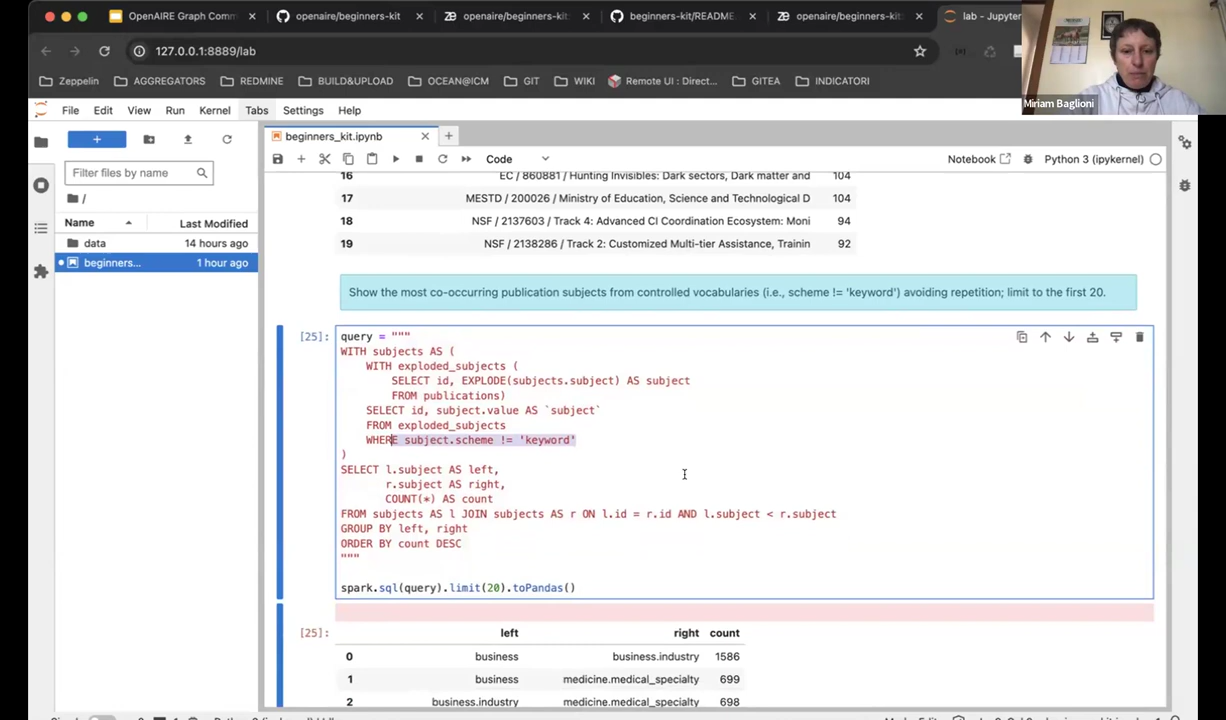 OpenAIRE Graph Comm
openaire/beginners-kit
openaire/beginners-kit
beginners-kit/README
openaire/beginners-kit
lab - Jupyter
127.0.0.1:8889/lab
Zeppelin
AGGREGATORS
REDMINE
BUILD&UPLOAD
OCEAN@ICM
GIT
WIKI
Remote UI : Direct...
GITEA
INDICATORI
Miriam Baglioni
File Edit View Run Kernel Tabs Settings Help
beginners_kit.ipynb
Code
Notebook
Python 3 (ipykernel)
Filter files by name
/
Name Last Modified
data 14 hours ago
beginners... 1 hour ago
16 EC / 860881 / Hunting Invisibles: Dark sectors, Dark matter and 104
17 MESTD / 200026 / Ministry of Education, Science and Technological D 104
18 NSF / 2137603 / Track 4: Advanced CI Coordination Ecosystem: Moni 94
19 NSF / 2138286 / Track 2: Customized Multi-tier Assistance, Trainin 92
Show the most co-occurring publication subjects from controlled vocabularies (i.e., scheme != 'keyword') avoiding repetition; limit to the first 20.
[25]:
query = """
WITH subjects AS (
WITH exploded_subjects (
SELECT id, EXPLODE(subjects.subject) AS subject
FROM publications)
SELECT id, subject.value AS `subject`
FROM exploded_subjects
WHERE subject.scheme != 'keyword'
)
SELECT l.subject AS left,
r.subject AS right,
COUNT(*) AS count
FROM subjects AS l JOIN subjects AS r ON l.id = r.id AND l.subject < r.subject
GROUP BY left, right
ORDER BY count DESC
"""
spark.sql(query).limit(20).toPandas()
[25]:
left right count
0 business business.industry 1586
1 business medicine.medical_specialty 699
2 business.industry medicine.medical_specialty 698